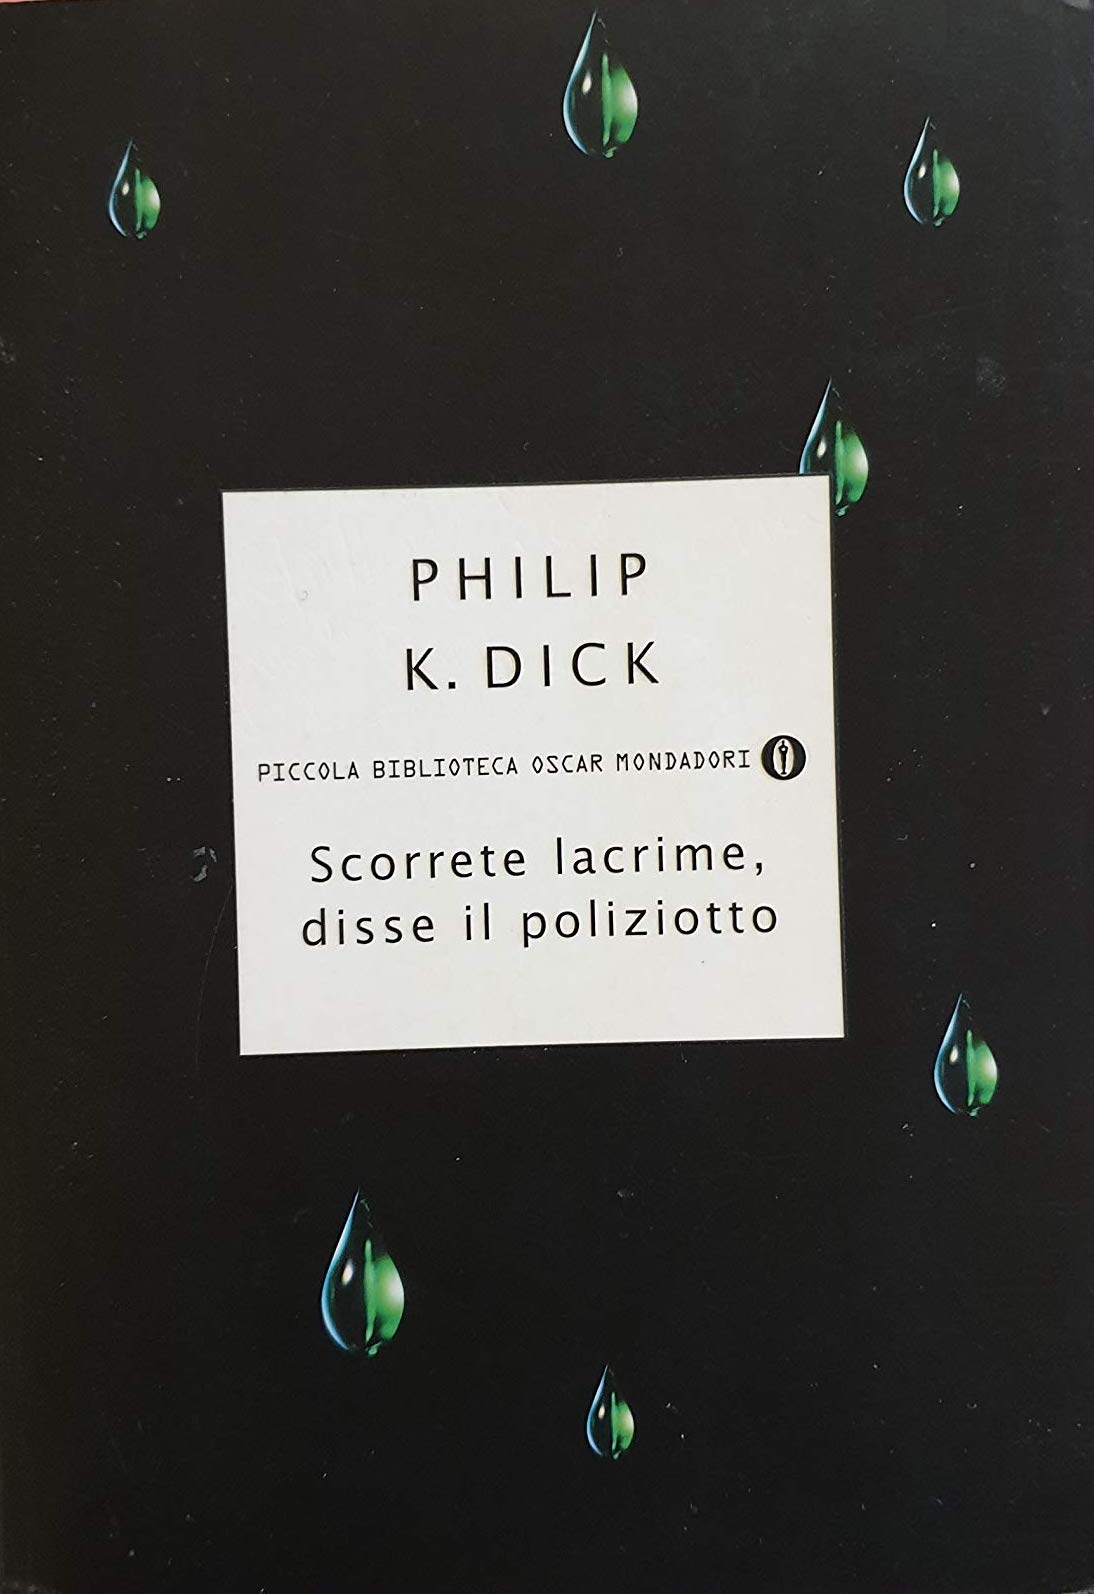 PHILIP
K. DICK
PICCOLA BIBLIOTECA OSCAR MONDADORI
Scorrete lacrime,
disse il poliziotto